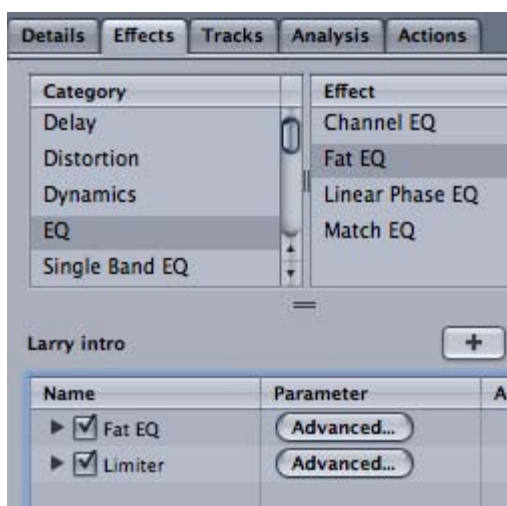 Details Effects Tracks Analysis Actions
Category Effect
Delay Channel EQ
Distortion Fat EQ
Dynamics Linear Phase EQ
EQ Match EQ
Single Band EQ
Larry intro +
Name Parameter A
Fat EQ Advanced...
Limiter Advanced...